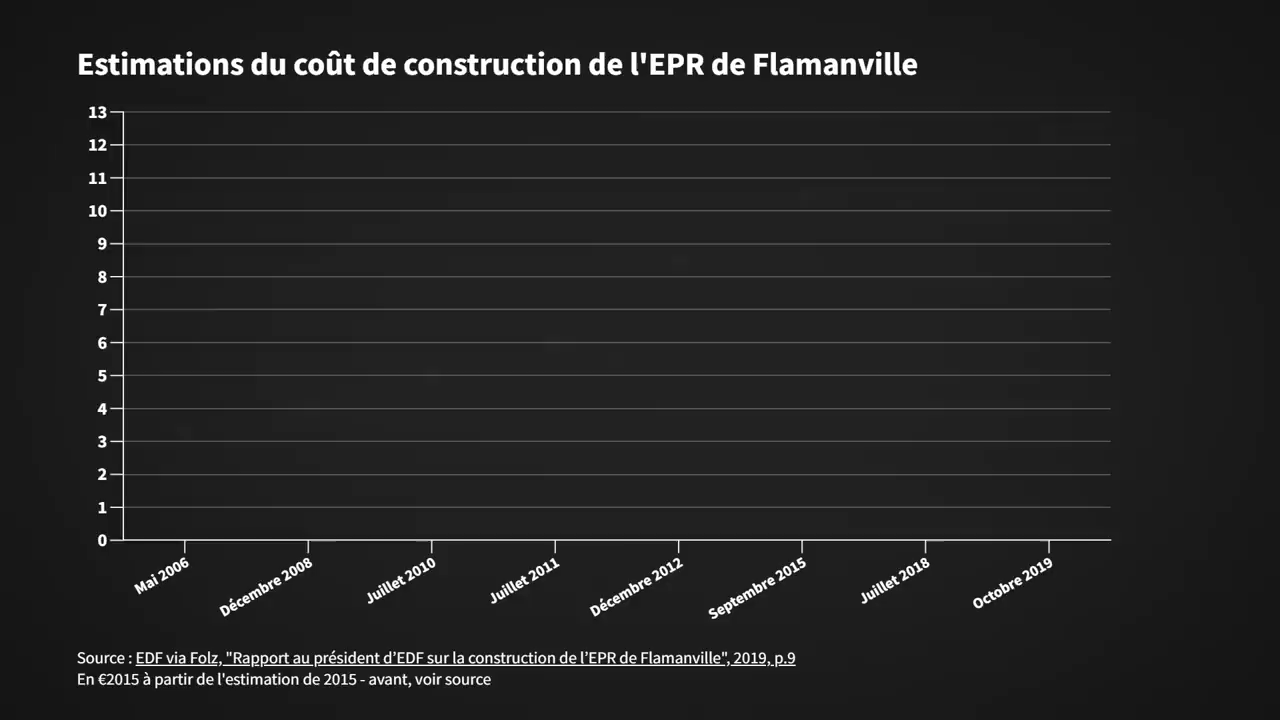 Estimations du coût de construction de l'EPR de Flamanville
13
12
11
10
9
8
7
6
5
4
3
2
1
0
Mai 2006
Décembre 2008
Juillet 2010
Juillet 2011
Décembre 2012
Septembre 2015
Juillet 2018
Octobre 2019
Source : EDF via Folz, "Rapport au président d’EDF sur la construction de l’EPR de Flamanville", 2019, p.9
En €2015 à partir de l'estimation de 2015 - avant, voir source